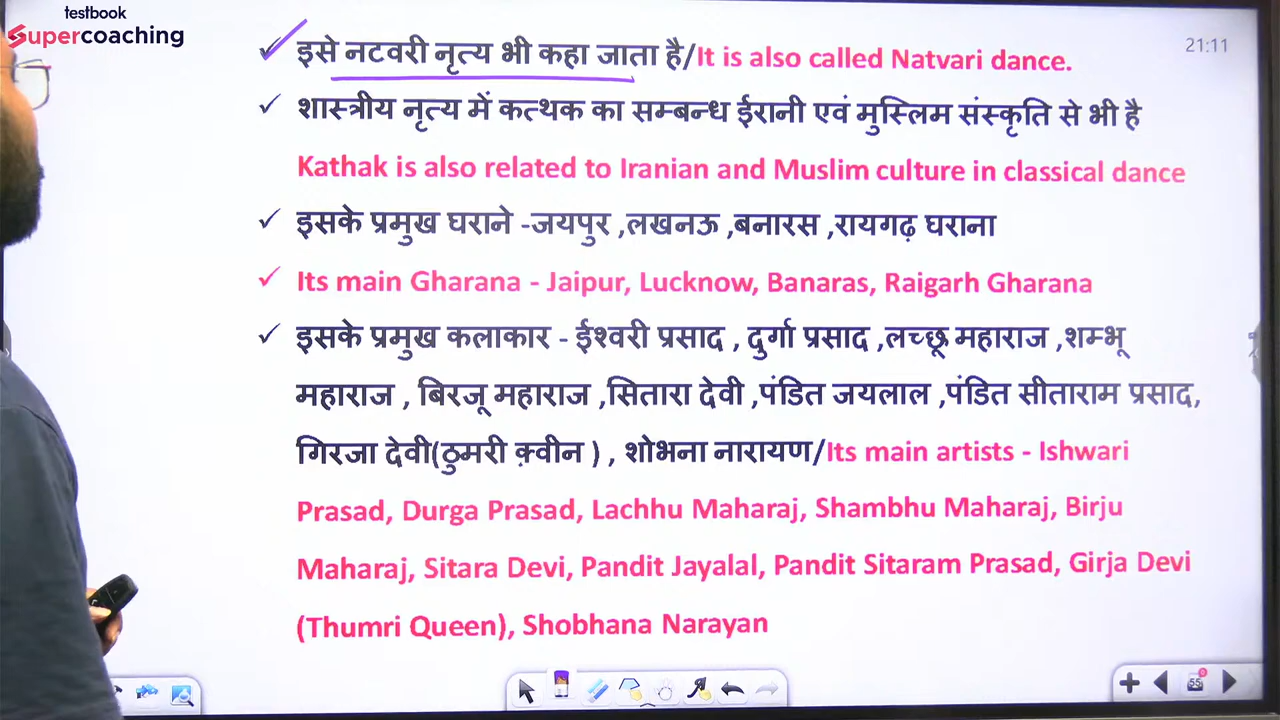 testbook
Supercoaching
21:11
इसे नटवरी नृत्य भी कहा जाता है/It is also called Natvari dance.
शास्त्रीय नृत्य में कत्थक का सम्बन्ध ईरानी एवं मुस्लिम संस्कृति से भी है
Kathak is also related to Iranian and Muslim culture in classical dance
इसके प्रमुख घराने -जयपुर ,लखनऊ ,बनारस ,रायगढ़ घराना
Its main Gharana - Jaipur, Lucknow, Banaras, Raigarh Gharana
इसके प्रमुख कलाकार - ईश्वरी प्रसाद , दुर्गा प्रसाद ,लच्छू महाराज ,शम्भू
महाराज , बिरजू महाराज ,सितारा देवी ,पंडित जयलाल ,पंडित सीताराम प्रसाद,
गिरजा देवी(ठुमरी क़्वीन ) , शोभना नारायण/Its main artists - Ishwari
Prasad, Durga Prasad, Lachhu Maharaj, Shambhu Maharaj, Birju
Maharaj, Sitara Devi, Pandit Jayalal, Pandit Sitaram Prasad, Girja Devi
(Thumri Queen), Shobhana Narayan
55